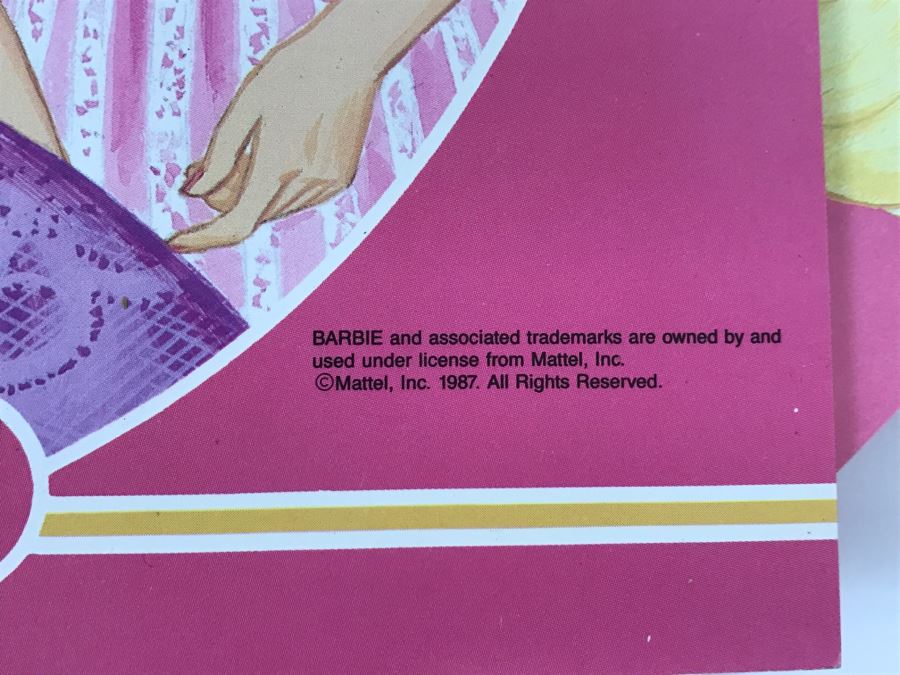 BARBIE and associated trademarks are owned by and
used under license from Mattel, Inc.
©Mattel, Inc. 1987. All Rights Reserved.